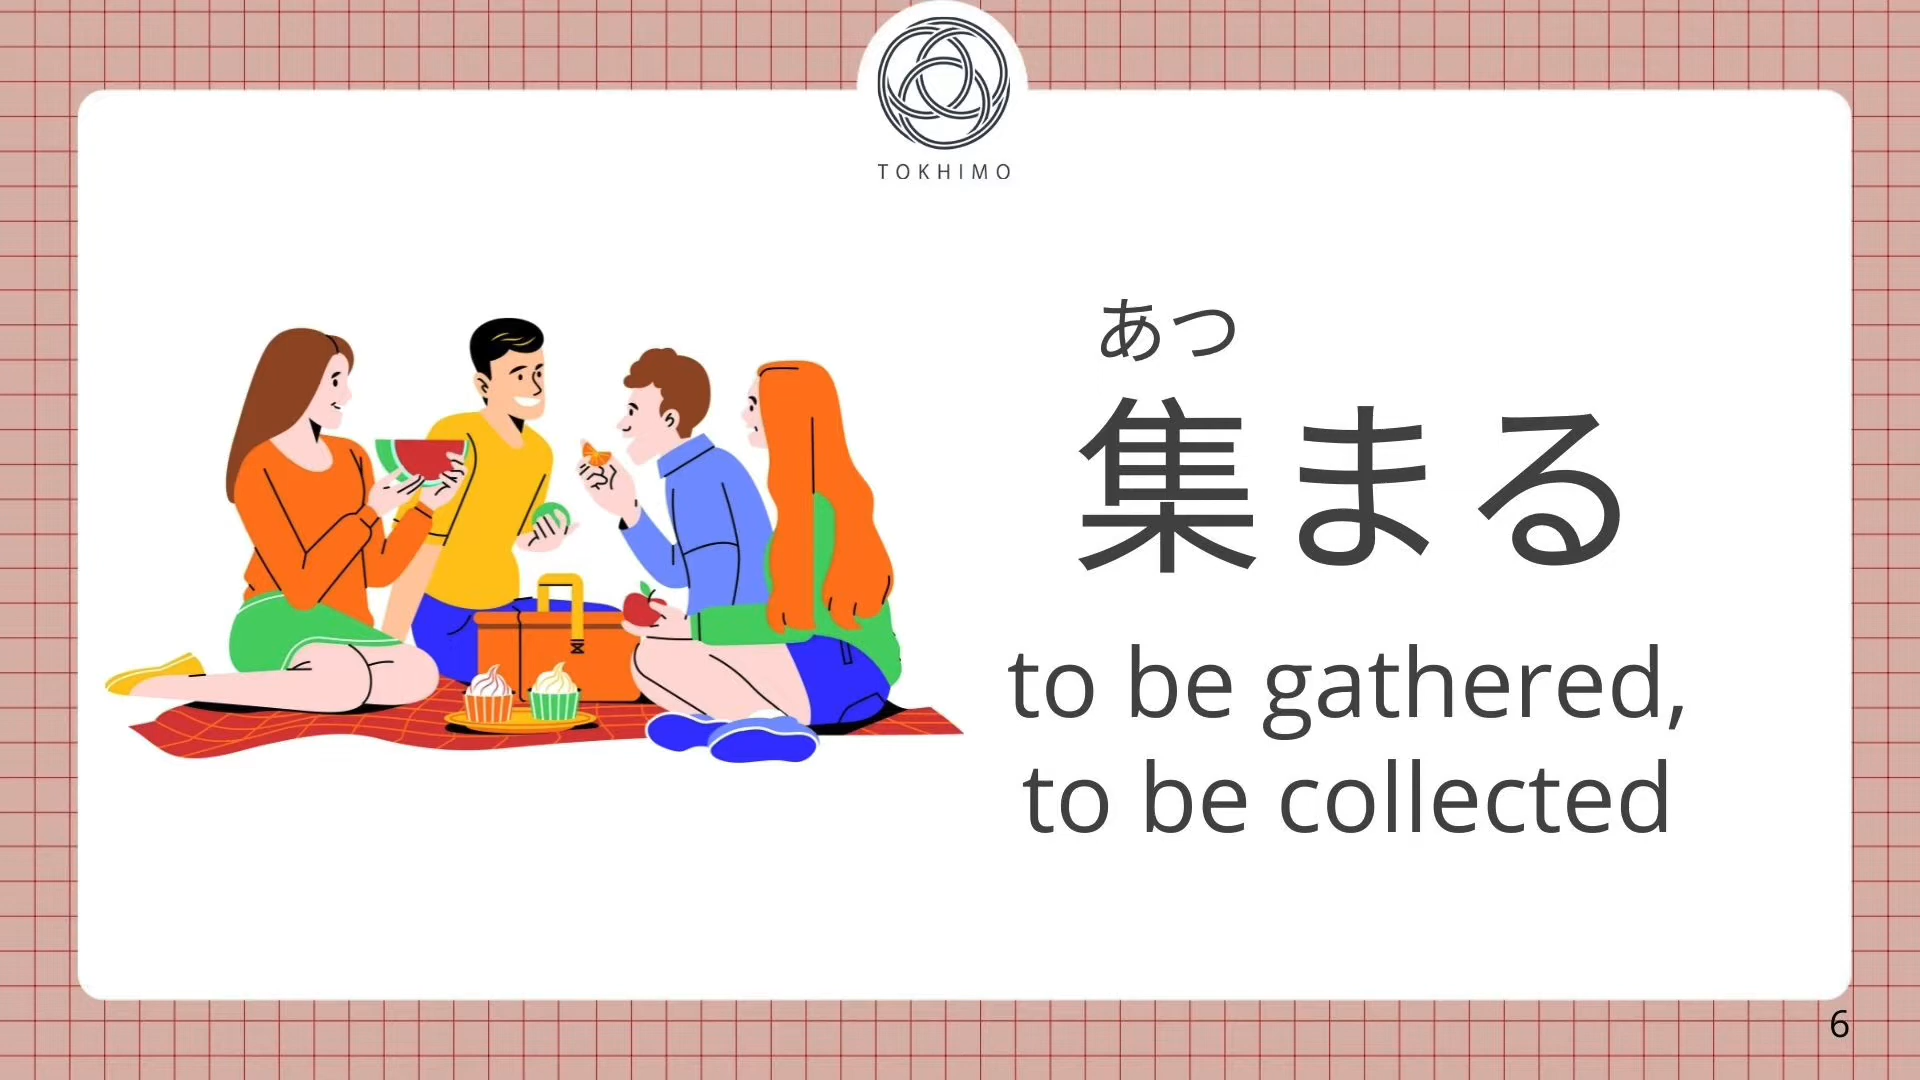 TOKHIMO
あつ
集まる
to be gathered,
to be collected
6